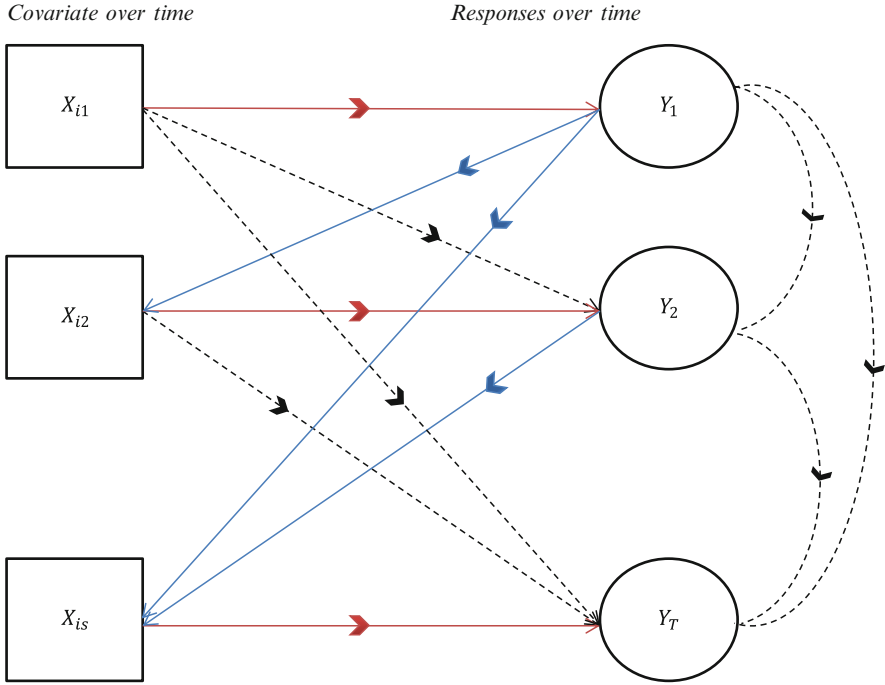 Covariate over time
Responses over time
X_{i1}
Y_1
X_{i2}
Y_2
X_{is}
Y_T